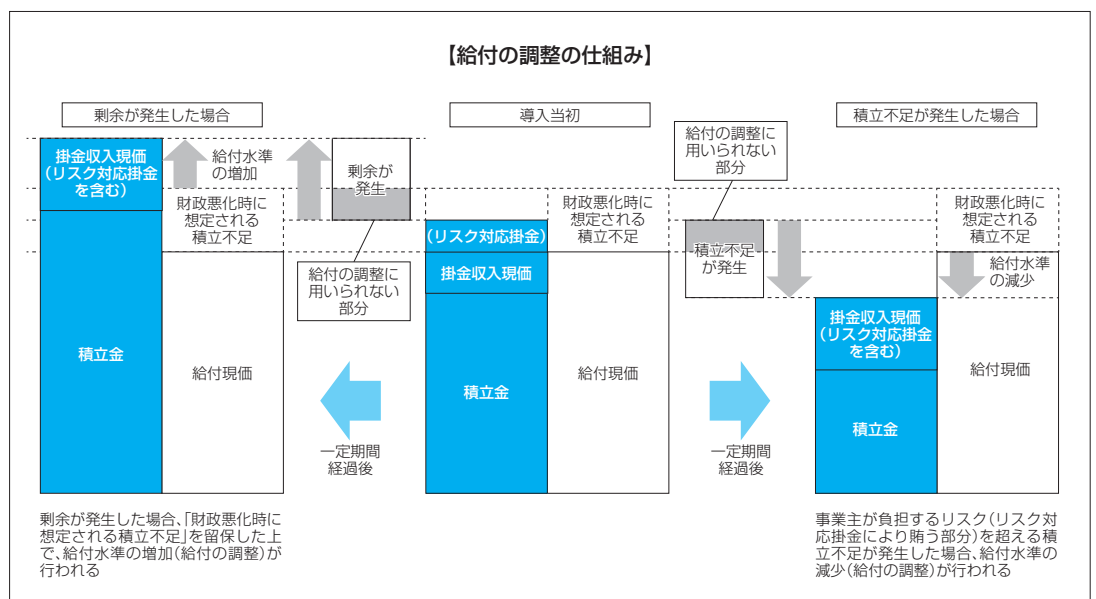 【給付の調整の仕組み】
剰余が発生した場合
掛金収入現価
(リスク対応掛金
を含む)
給付水準
の増加
財政悪化時に
想定される
積立不足
積立金
給付現価
剰余が
発生
給付の調整に
用いられない
部分
一定期間
経過後
剰余が発生した場合、「財政悪化時に
想定される積立不足」を留保した上
で、給付水準の増加(給付の調整)が
行われる
導入当初
(リスク対応掛金)
掛金収入現価
積立金
財政悪化時に
想定される
積立不足
給付現価
給付の調整に
用いられない
部分
積立不足
が発生
一定期間
経過後
積立不足が発生した場合
財政悪化時に
想定される
積立不足
給付水準
の減少
掛金収入現価
(リスク対応掛金
を含む)
積立金
給付現価
事業主が負担するリスク(リスク対
応掛金により賄う部分)を超える積
立不足が発生した場合、給付水準の
減少(給付の調整)が行われる